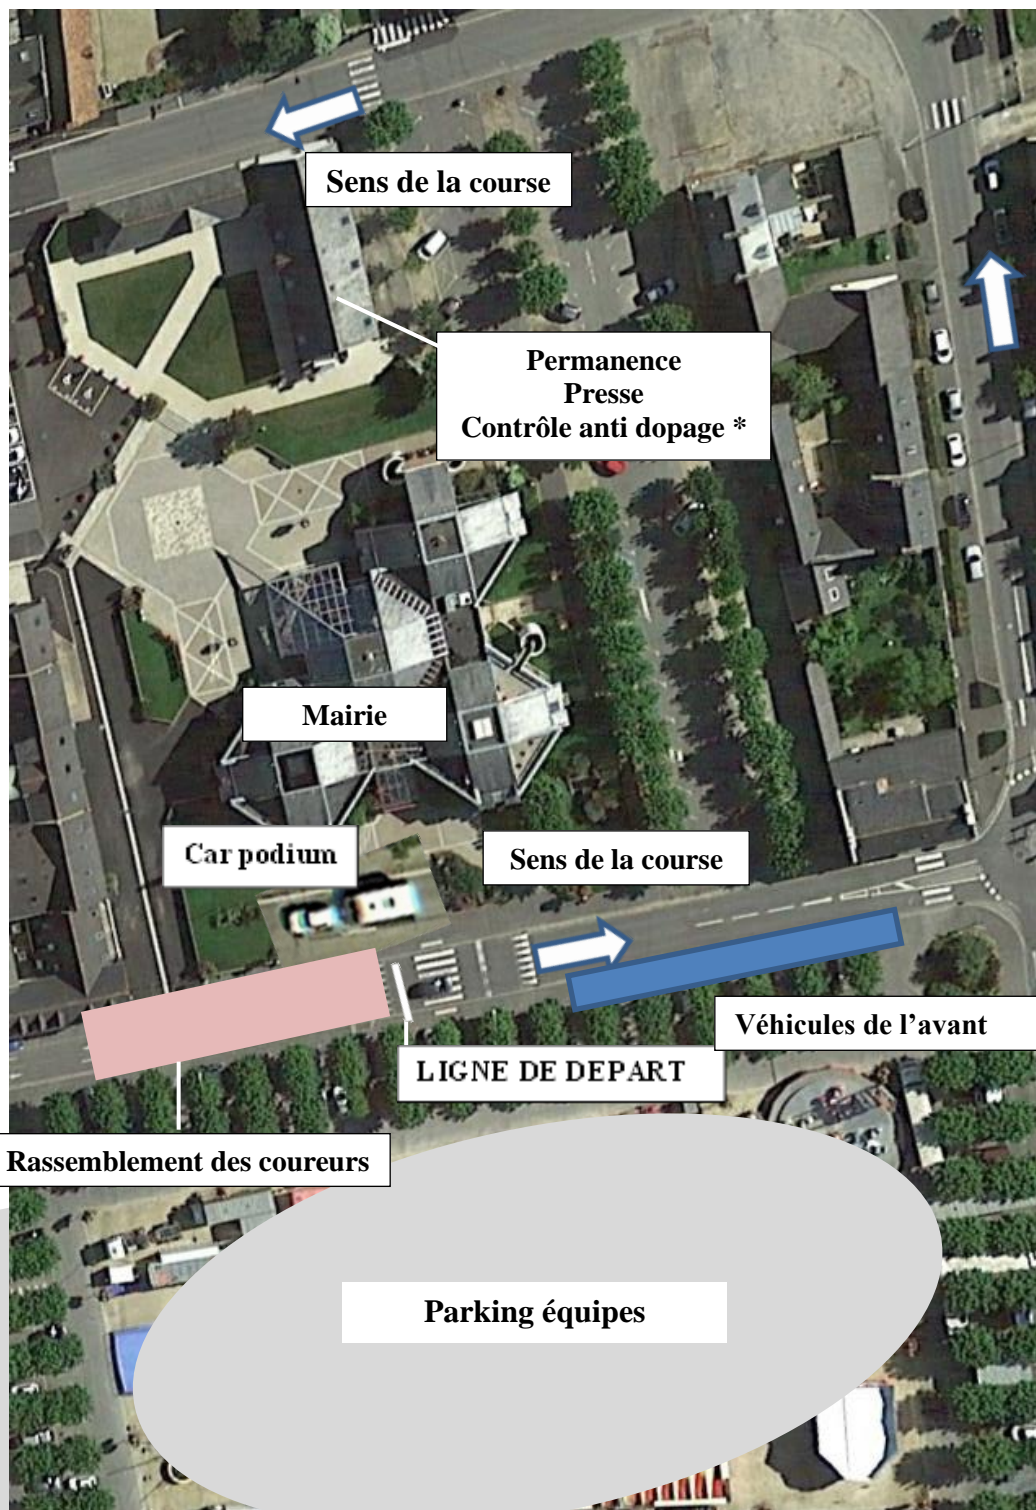 Sens de la course
Permanence
Presse
Contrôle anti dopage *
Mairie
Car podium
Sens de la course
Véhicules de l’avant
LIGNE DE DEPART
Rassemblement des coureurs
Parking équipes